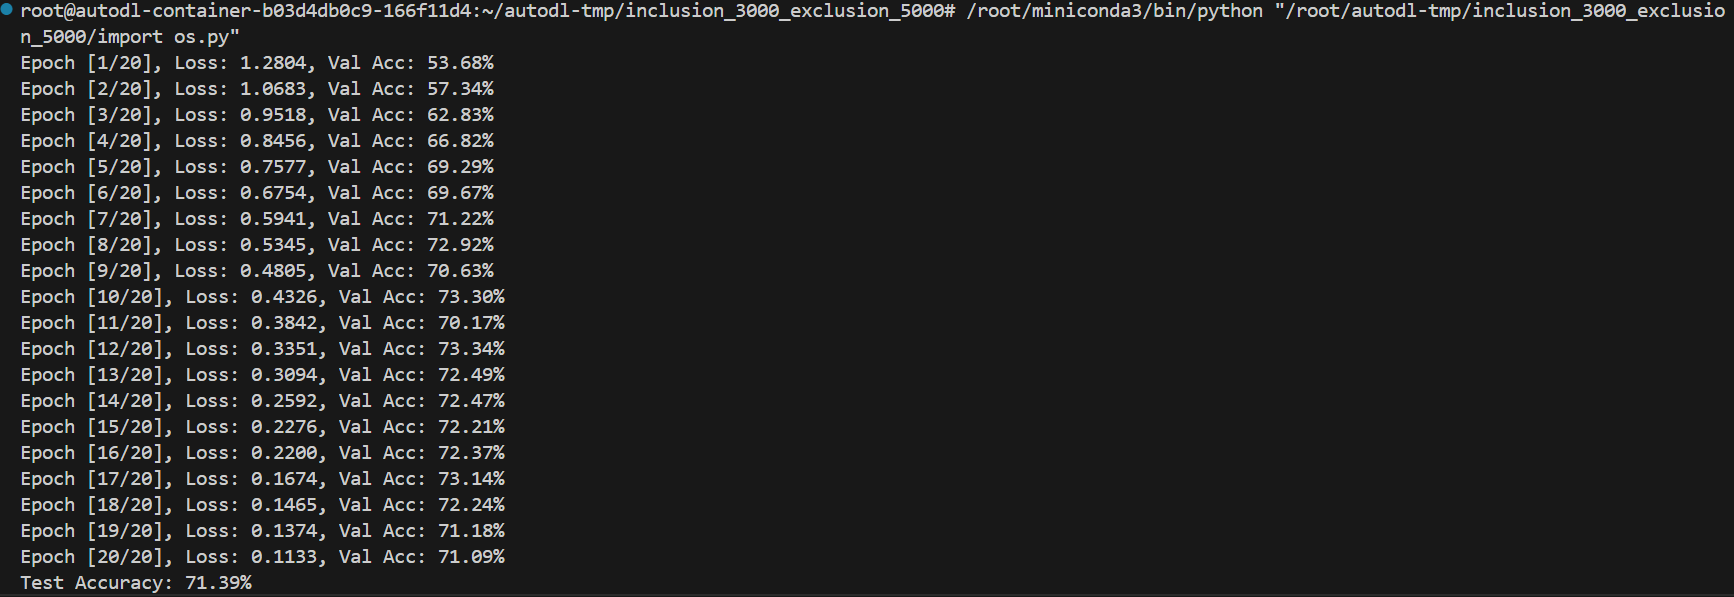 root@autodl-container-b03d4db0c9-166f11d4:~/autodl-tmp/inclusion_3000_exclusion_5000# /root/miniconda3/bin/python "/root/autodl-tmp/inclusion_3000_exclusio
n_5000/import os.py"
Epoch [1/20], Loss: 1.2804, Val Acc: 53.68%
Epoch [2/20], Loss: 1.0683, Val Acc: 57.34%
Epoch [3/20], Loss: 0.9518, Val Acc: 62.83%
Epoch [4/20], Loss: 0.8456, Val Acc: 66.82%
Epoch [5/20], Loss: 0.7577, Val Acc: 69.29%
Epoch [6/20], Loss: 0.6754, Val Acc: 69.67%
Epoch [7/20], Loss: 0.5941, Val Acc: 71.22%
Epoch [8/20], Loss: 0.5345, Val Acc: 72.92%
Epoch [9/20], Loss: 0.4805, Val Acc: 70.63%
Epoch [10/20], Loss: 0.4326, Val Acc: 73.30%
Epoch [11/20], Loss: 0.3842, Val Acc: 70.17%
Epoch [12/20], Loss: 0.3351, Val Acc: 73.34%
Epoch [13/20], Loss: 0.3094, Val Acc: 72.49%
Epoch [14/20], Loss: 0.2592, Val Acc: 72.47%
Epoch [15/20], Loss: 0.2276, Val Acc: 72.21%
Epoch [16/20], Loss: 0.2200, Val Acc: 72.37%
Epoch [17/20], Loss: 0.1674, Val Acc: 73.14%
Epoch [18/20], Loss: 0.1465, Val Acc: 72.24%
Epoch [19/20], Loss: 0.1374, Val Acc: 71.18%
Epoch [20/20], Loss: 0.1133, Val Acc: 71.09%
Test Accuracy: 71.39%